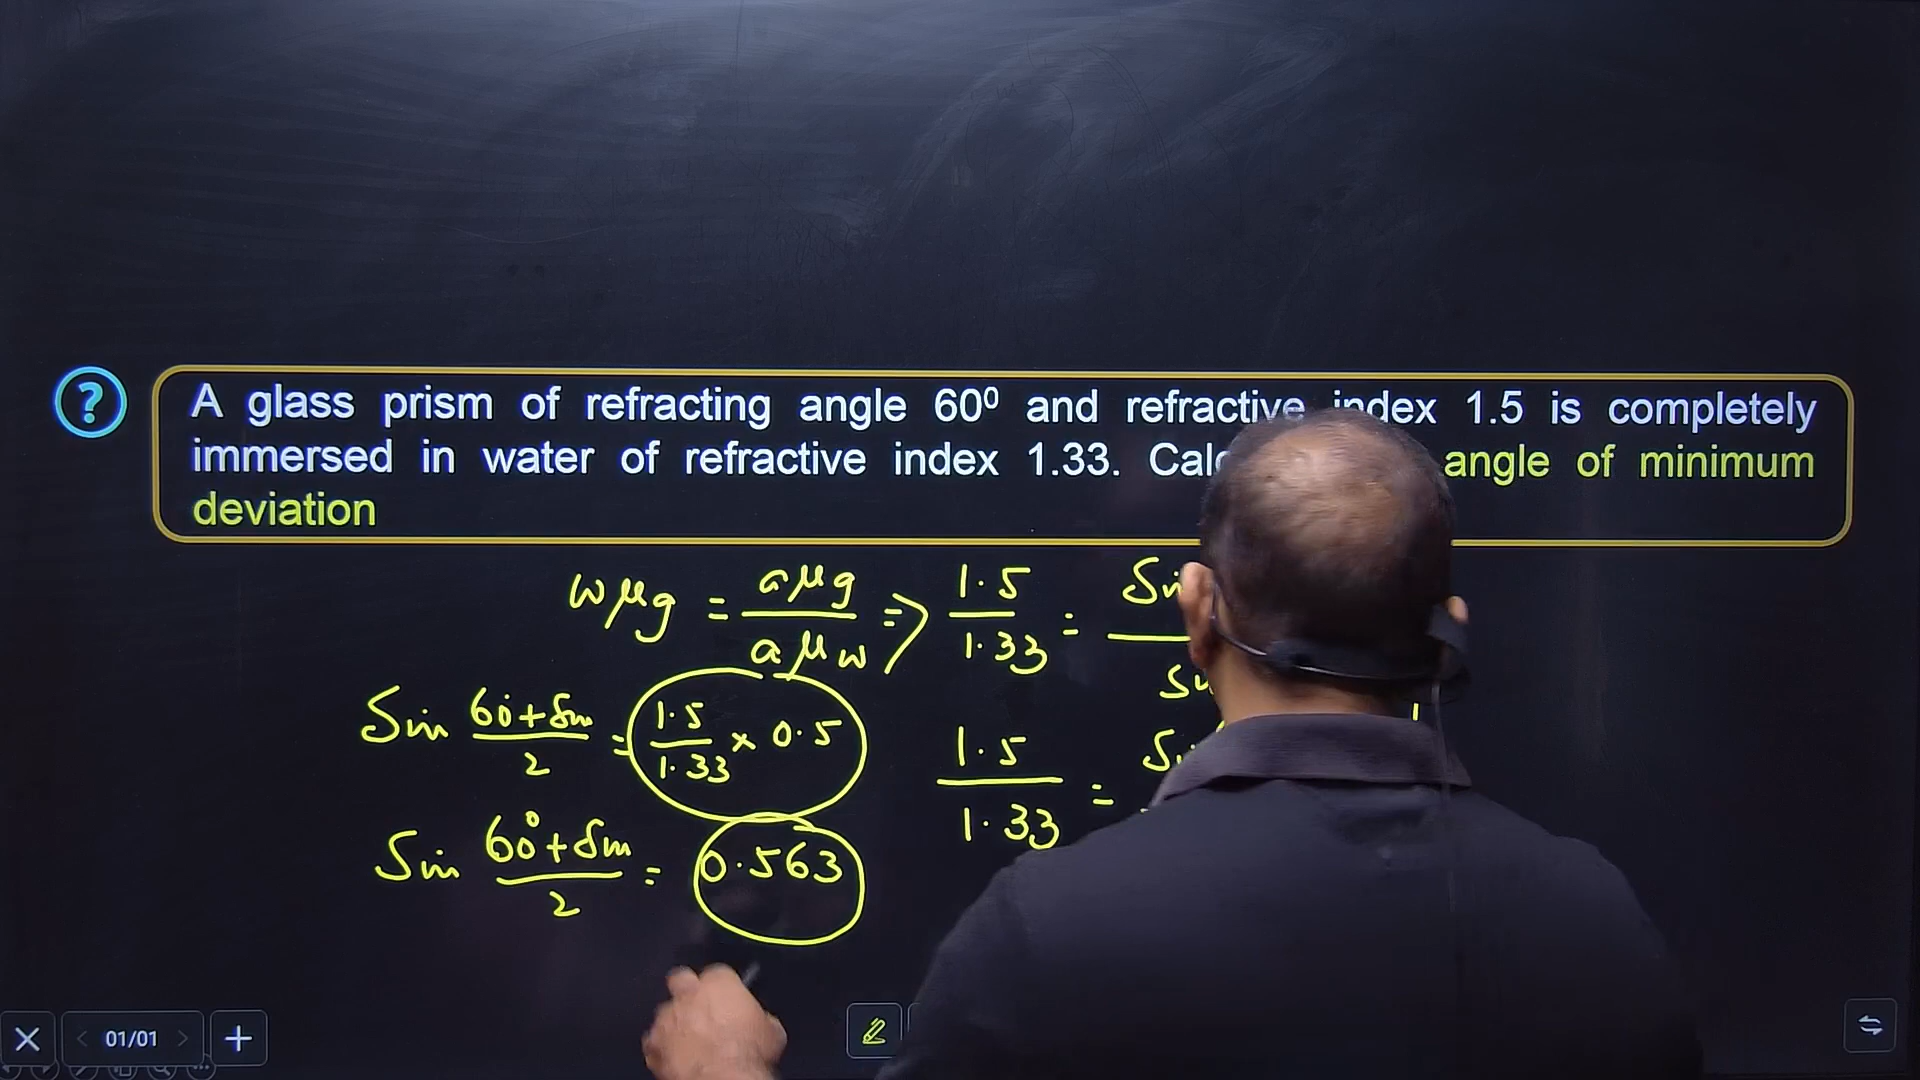 ?
A glass prism of refracting angle 60⁰ and refractive index 1.5 is completely
immersed in water of refractive index 1.33. angle of minimum
deviation
wμg = aμg / aμw => 1.5 / 1.33 =
Sin (60° + δm) / 2 = 1.5 / 1.33 × 0.5
1.5 / 1.33 =
Sin (60° + δm) / 2 = 0.563
01/01